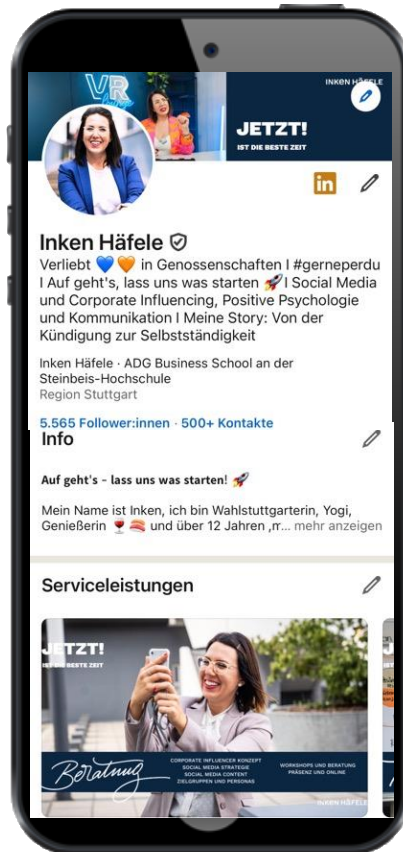 VR
INKEN HÄFELE
JETZT!
IST DIE BESTE ZEIT
in
Inken Häfele
Verliebt 💙🧡 in Genossenschaften I #gerneperdu
I Auf geht's, lass uns was starten 🚀 I Social Media
und Corporate Influencing, Positive Psychologie
und Kommunikation I Meine Story: Von der
Kündigung zur Selbstständigkeit
Inken Häfele · ADG Business School an der
Steinbeis-Hochschule
Region Stuttgart
5.565 Follower:innen · 500+ Kontakte
Info
Auf geht's – lass uns was starten! 🚀
Mein Name ist Inken, ich bin Wahlstuttgarterin, Yogi,
Genießerin 🍷 🍣 und über 12 Jahren ,r... mehr anzeigen
Serviceleistungen
JETZT!
IST DIE BESTE ZEIT
Beratung
CORPORATE INFLUENCER KONZEPT
SOCIAL MEDIA STRATEGIE
SOCIAL MEDIA CONTENT
ZIELGRUPPEN UND PERSONAS
WORKSHOPS UND BERATUNG
PRÄSENZ UND ONLINE
INKEN HÄFELE